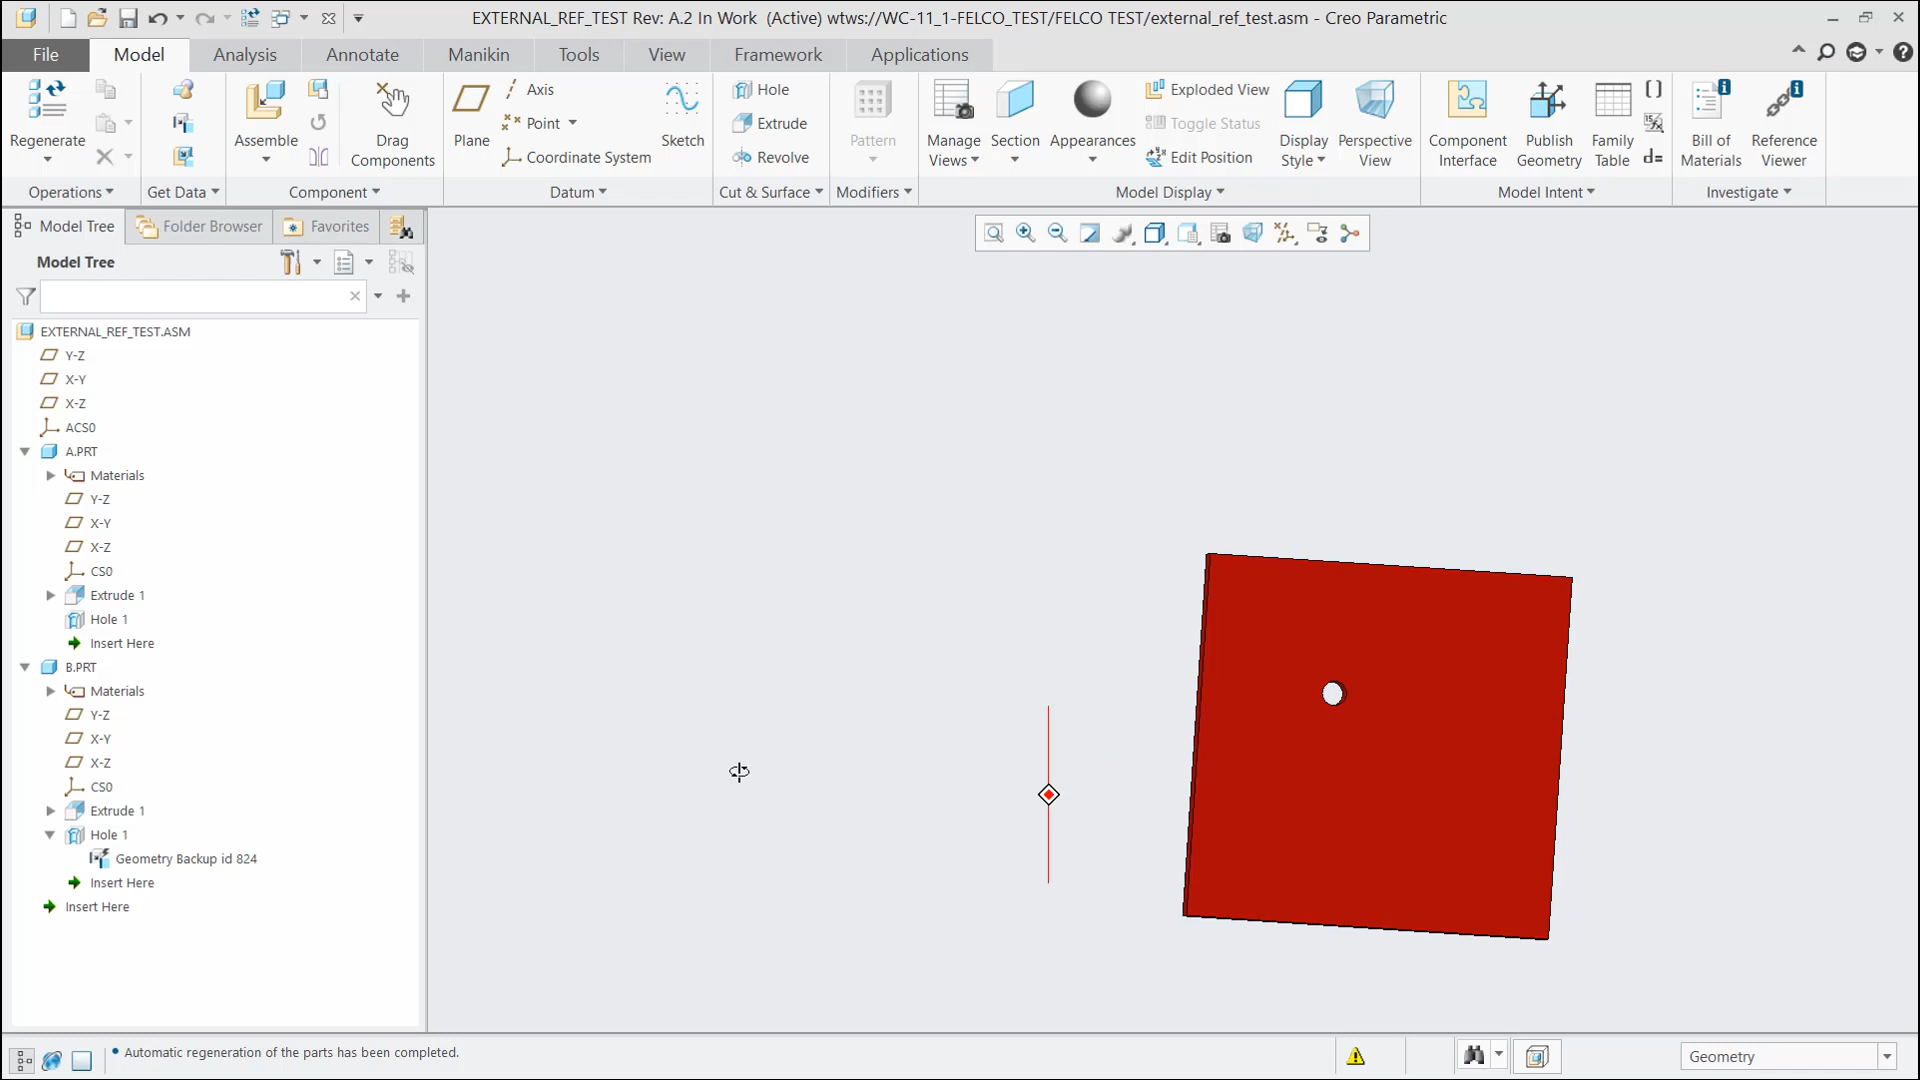 EXTERNAL_REF_TEST Rev: A.2 In Work (Active) wtws://WC-11_1-FELCO_TEST/FELCO TEST/external_ref_test.asm - Creo Parametric
File Model Analysis Annotate Manikin Tools View Framework Applications
Regenerate
Assemble
Drag Components
Plane
Axis
Point
Coordinate System
Sketch
Hole
Extrude
Revolve
Pattern
Manage Views
Section
Appearances
Exploded View
Toggle Status
Edit Position
Display Style
Perspective View
Component Interface
Publish Geometry
Family Table
d=
Bill of Materials
Reference Viewer
Operations Get Data Component Datum Cut & Surface Modifiers Model Display Model Intent Investigate
Model Tree Folder Browser Favorites
Model Tree
EXTERNAL_REF_TEST.ASM
Y-Z
X-Y
X-Z
ACS0
A.PRT
Materials
Y-Z
X-Y
X-Z
CS0
Extrude 1
Hole 1
Insert Here
B.PRT
Materials
Y-Z
X-Y
X-Z
CS0
Extrude 1
Hole 1
Geometry Backup id 824
Insert Here
Insert Here
Automatic regeneration of the parts has been completed.
Geometry